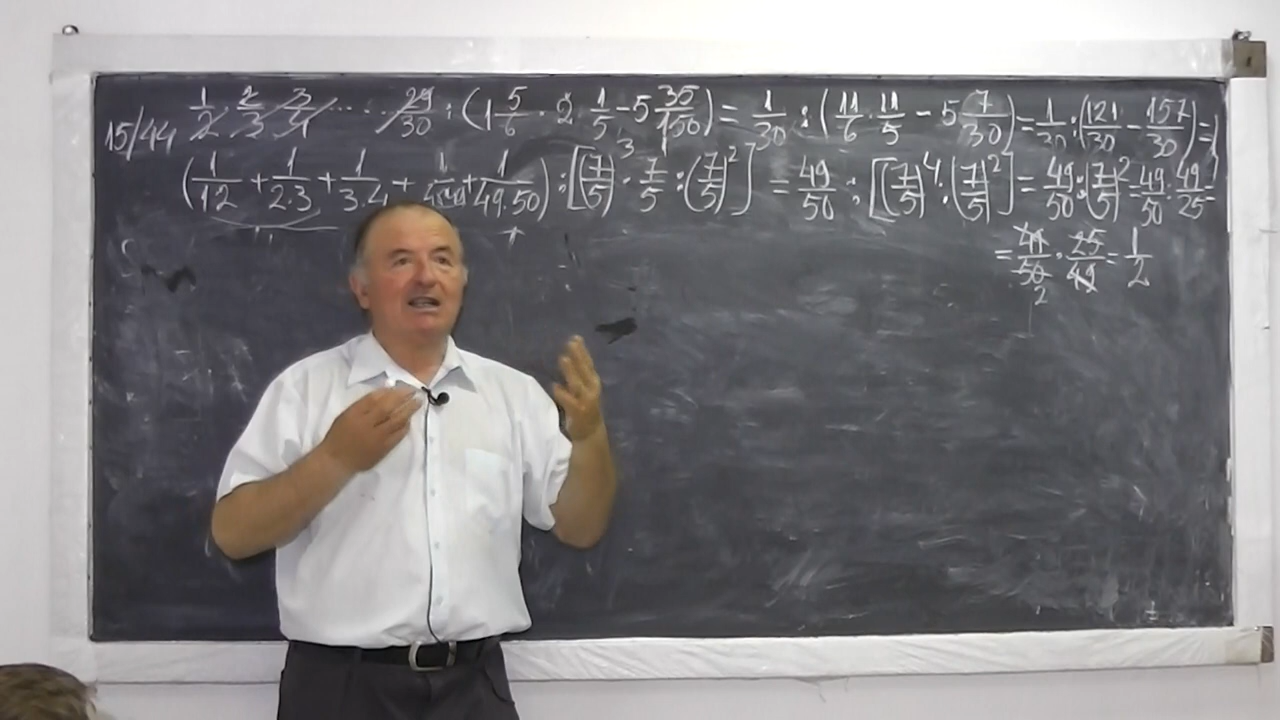 15/44 1/2 · 2/3 · 3/4 · ... · 29/30 : (1 5/6 · 2 · 1/5 - 5 35/150) = 1/30 : (11/6 · 11/5 - 5 7/30) = 1/30 : (121/30 - 157/30) =
(1/1·2 + 1/2·3 + 1/3·4 + 1/48·49 + 1/49·50) : [(7/5)³ · 7/5 : (7/5)²] = 49/50 : [(7/5)⁴ : (7/5)²] = 49/50 : (7/5)² = 49/50 : 49/25 =
= 49/50 · 25/49 = 1/2
2